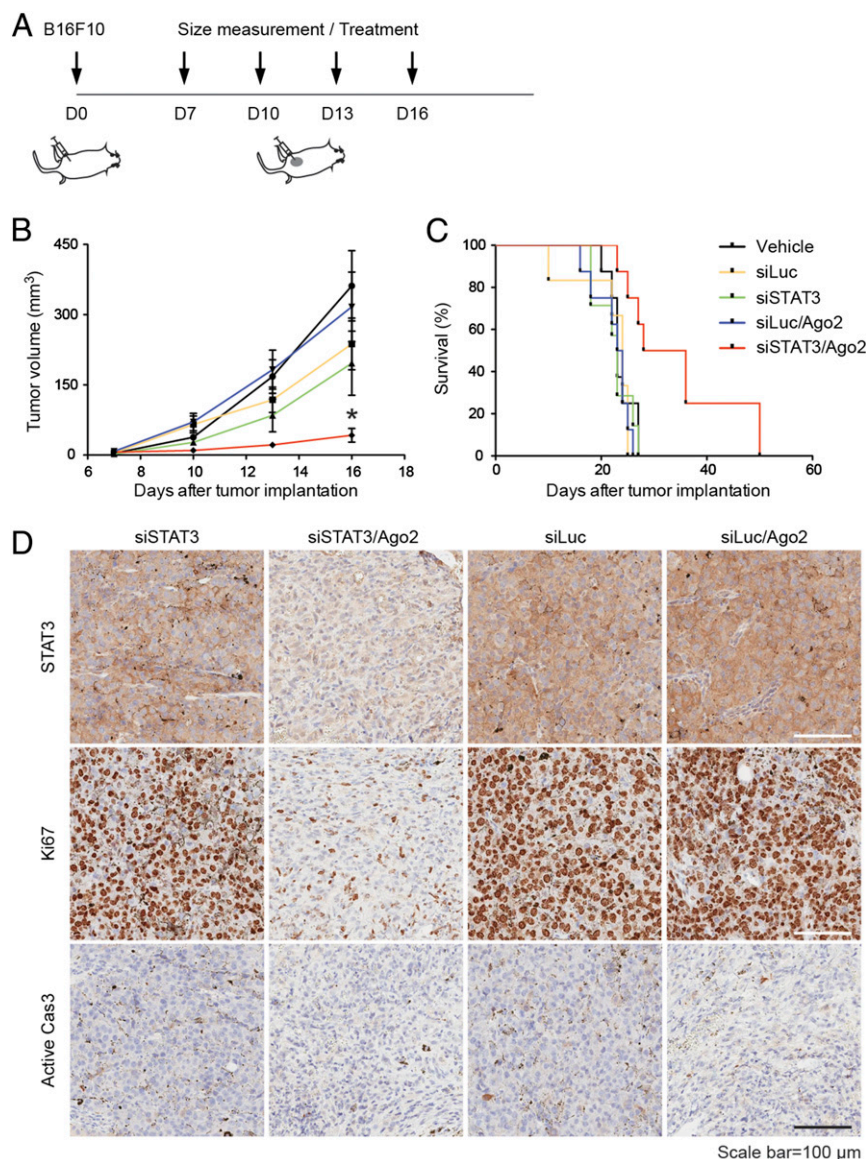 A
B16F10 Size measurement / Treatment
D0 D7 D10 D13 D16
B
Tumor volume (mm³)
450
300
150
0
6 8 10 12 14 16 18
*
Days after tumor implantation
C
Survival (%)
100
80
60
40
20
0
0 20 40 60
Days after tumor implantation
Vehicle
siLuc
siSTAT3
siLuc/Ago2
siSTAT3/Ago2
D
siSTAT3 siSTAT3/Ago2 siLuc siLuc/Ago2
STAT3
Ki67
Active Cas3
Scale bar=100 µm